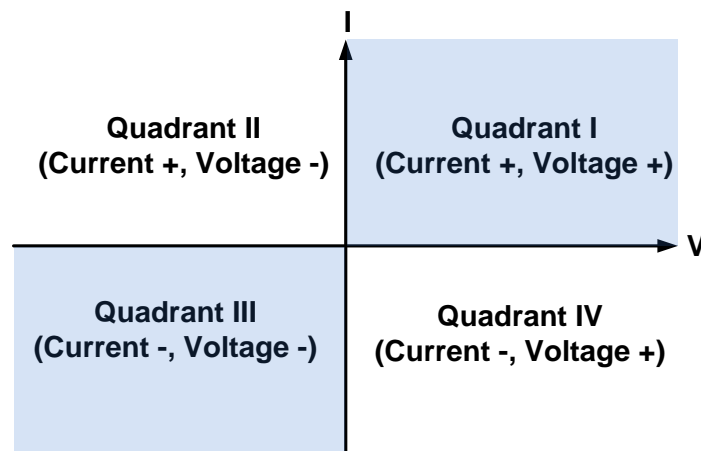 I
Quadrant II
(Current +, Voltage -)
Quadrant I
(Current +, Voltage +)
V
Quadrant III
(Current -, Voltage -)
Quadrant IV
(Current -, Voltage +)